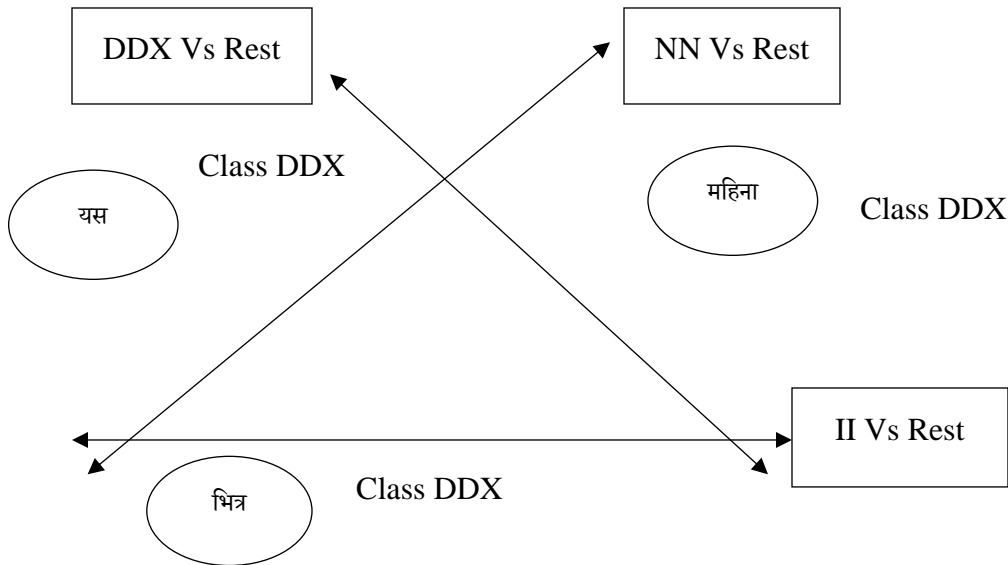 DDX Vs Rest
NN Vs Rest
Class DDX
यस
महिना
Class DDX
II Vs Rest
Class DDX
भित्र